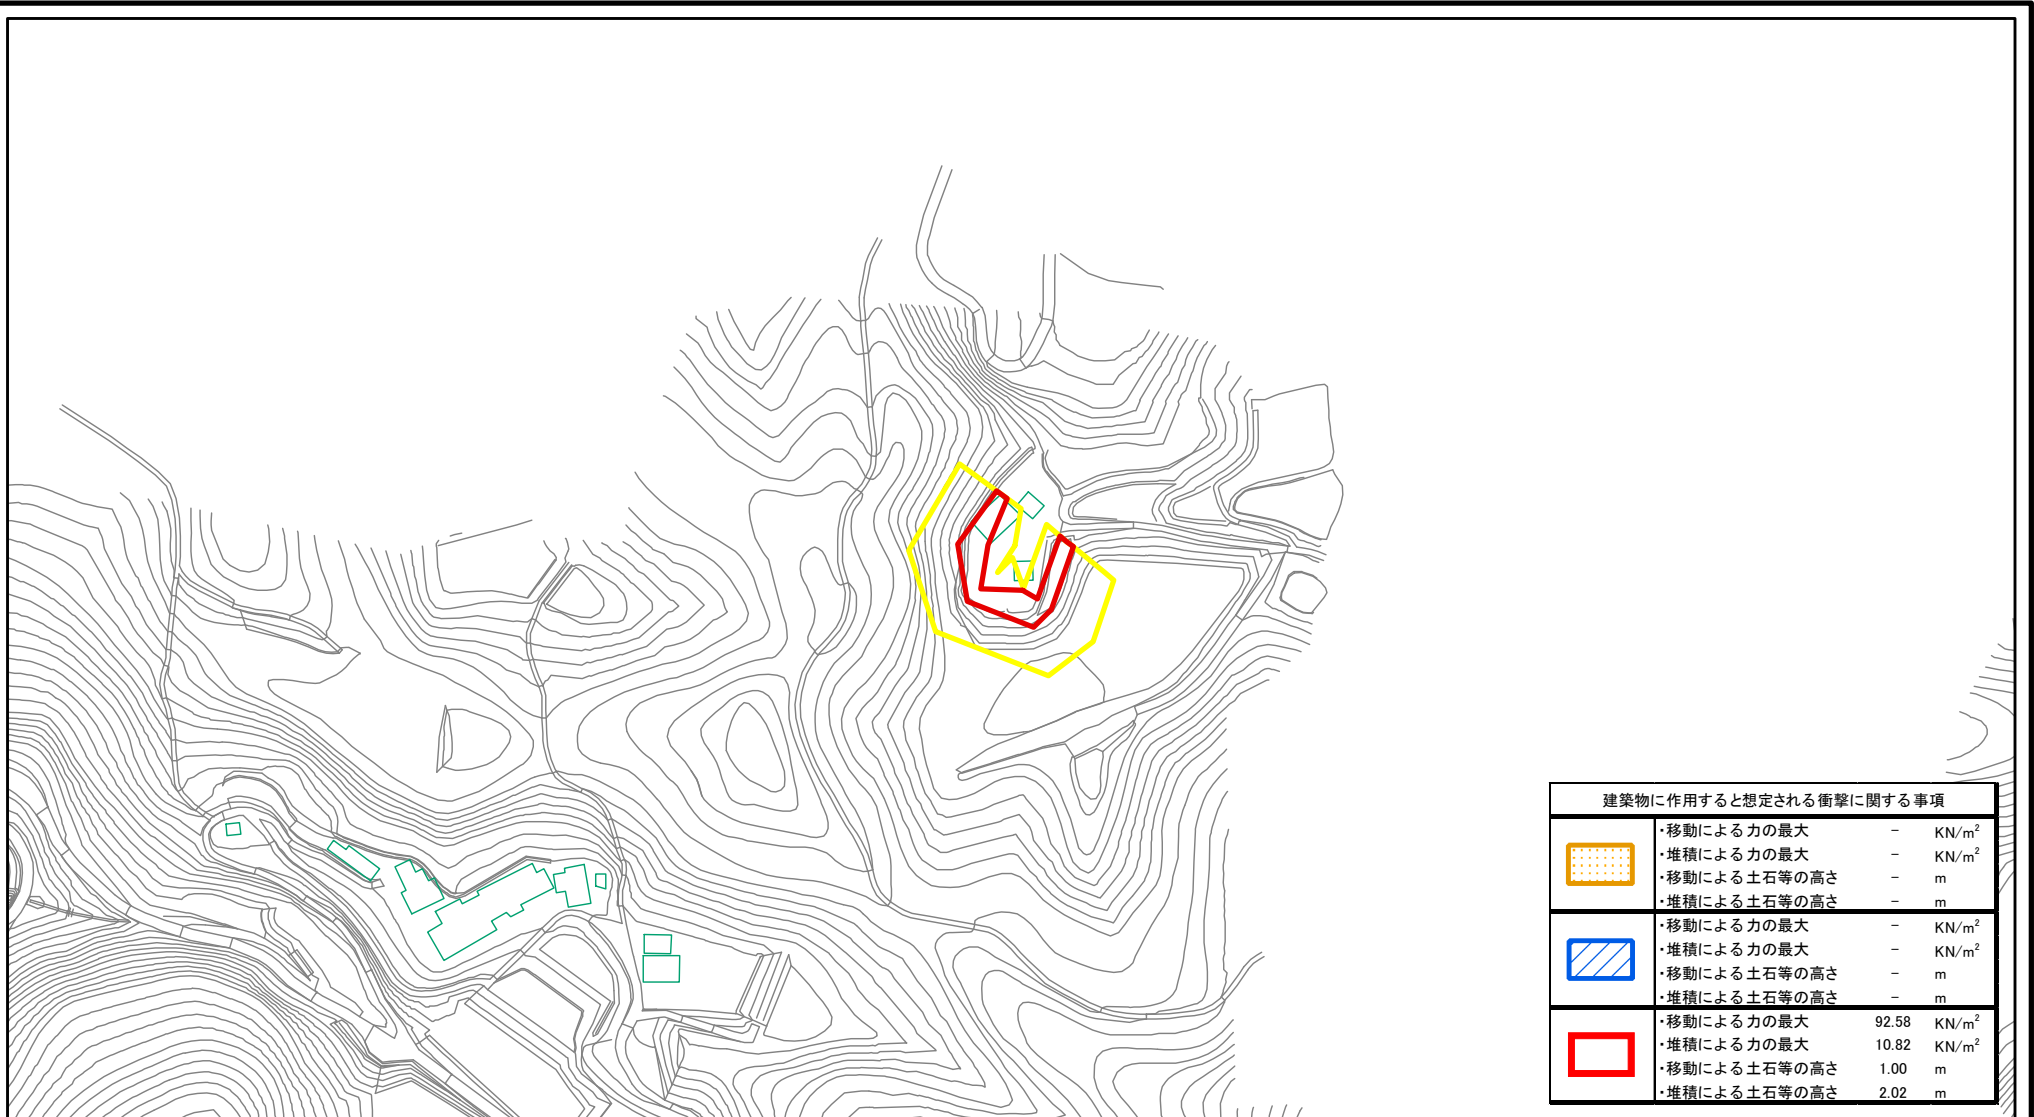 建築物に作用すると想定される衝撃に関する事項
・移動による力の最大 - KN/m²
・堆積による力の最大 - KN/m²
・移動による土石等の高さ - m
・堆積による土石等の高さ - m
・移動による力の最大 - KN/m²
・堆積による力の最大 - KN/m²
・移動による土石等の高さ - m
・堆積による土石等の高さ - m
・移動による力の最大 92.58 KN/m²
・堆積による力の最大 10.82 KN/m²
・移動による土石等の高さ 1.00 m
・堆積による土石等の高さ 2.02 m